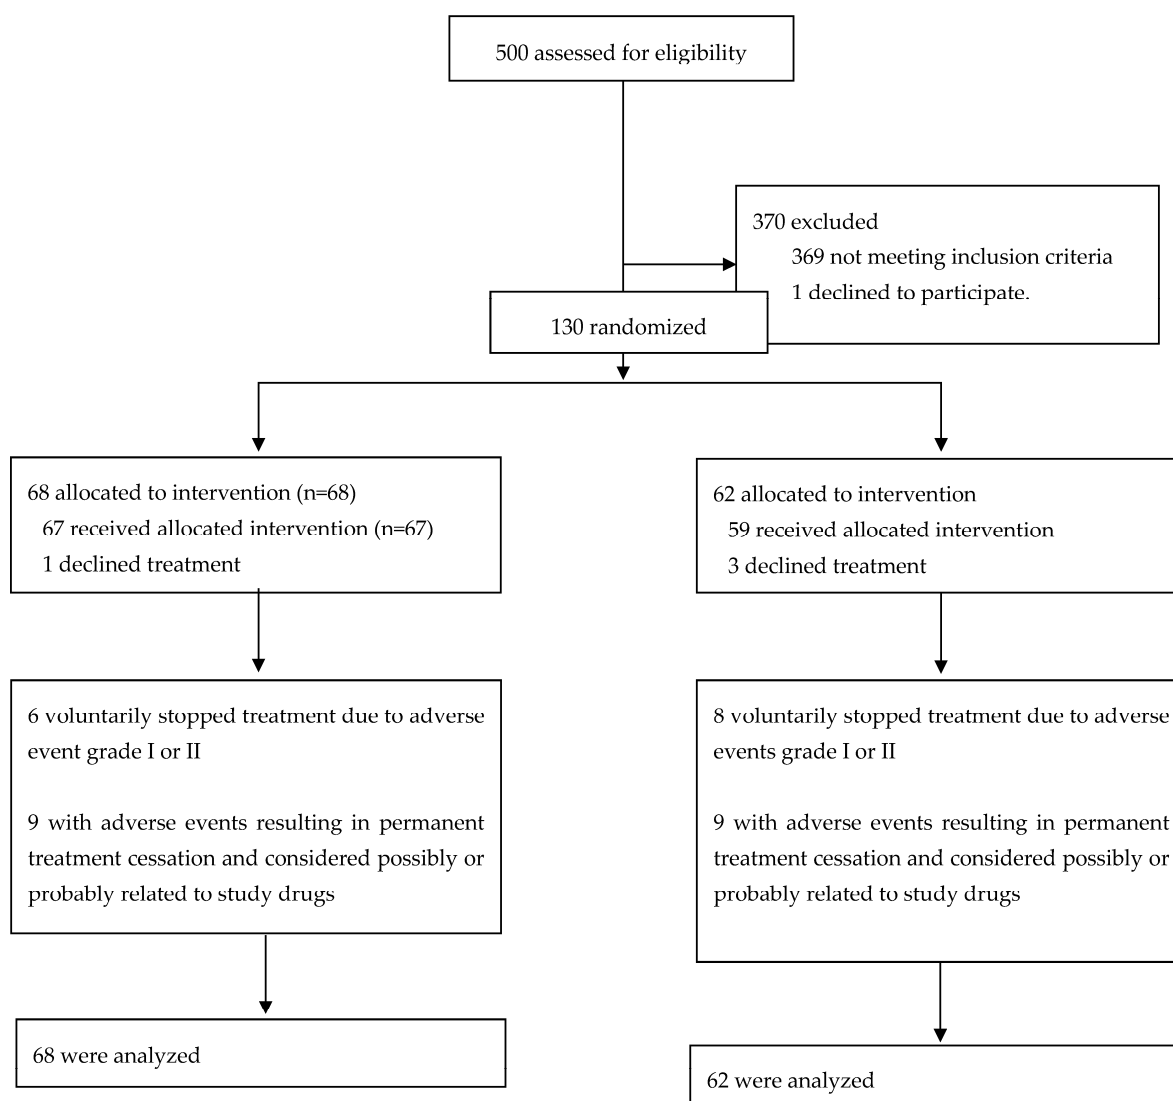 500 assessed for eligibility
370 excluded
369 not meeting inclusion criteria
1 declined to participate.
130 randomized
68 allocated to intervention (n=68)
67 received allocated intervention (n=67)
1 declined treatment
62 allocated to intervention
59 received allocated intervention
3 declined treatment
6 voluntarily stopped treatment due to adverse
event grade I or II
9 with adverse events resulting in permanent
treatment cessation and considered possibly or
probably related to study drugs
8 voluntarily stopped treatment due to adverse
events grade I or II
9 with adverse events resulting in permanent
treatment cessation and considered possibly or
probably related to study drugs
68 were analyzed
62 were analyzed